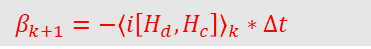 β_{k+1} = −⟨i[H_d, H_c]⟩_k * Δt